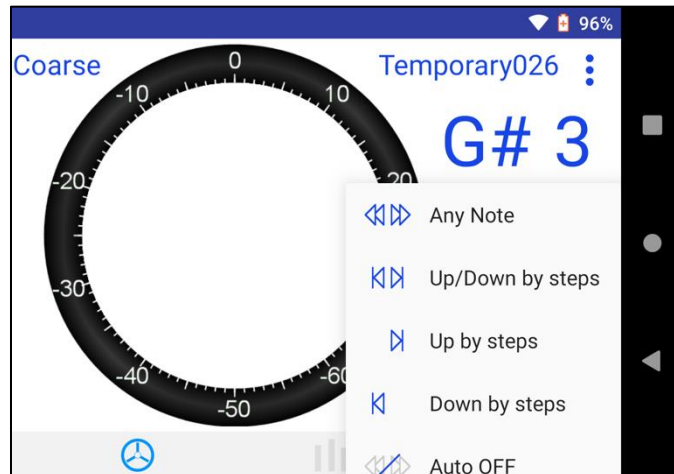 96%
Coarse
Temporary026
G# 3
0
-10
10
-20
20
-30
-40
-60
-50
Any Note
Up/Down by steps
Up by steps
Down by steps
Auto OFF